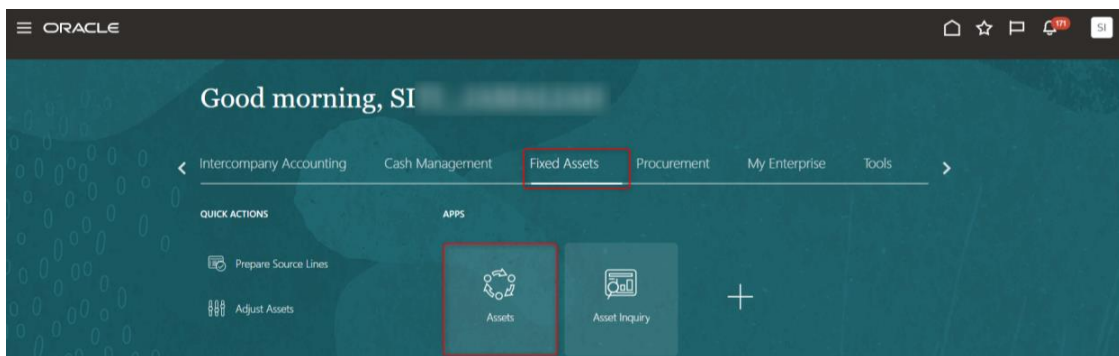 ORACLE
171
SI
Good morning, SI
Intercompany Accounting Cash Management Fixed Assets Procurement My Enterprise Tools
QUICK ACTIONS APPS
Prepare Source Lines
Adjust Assets
Assets Asset Inquiry